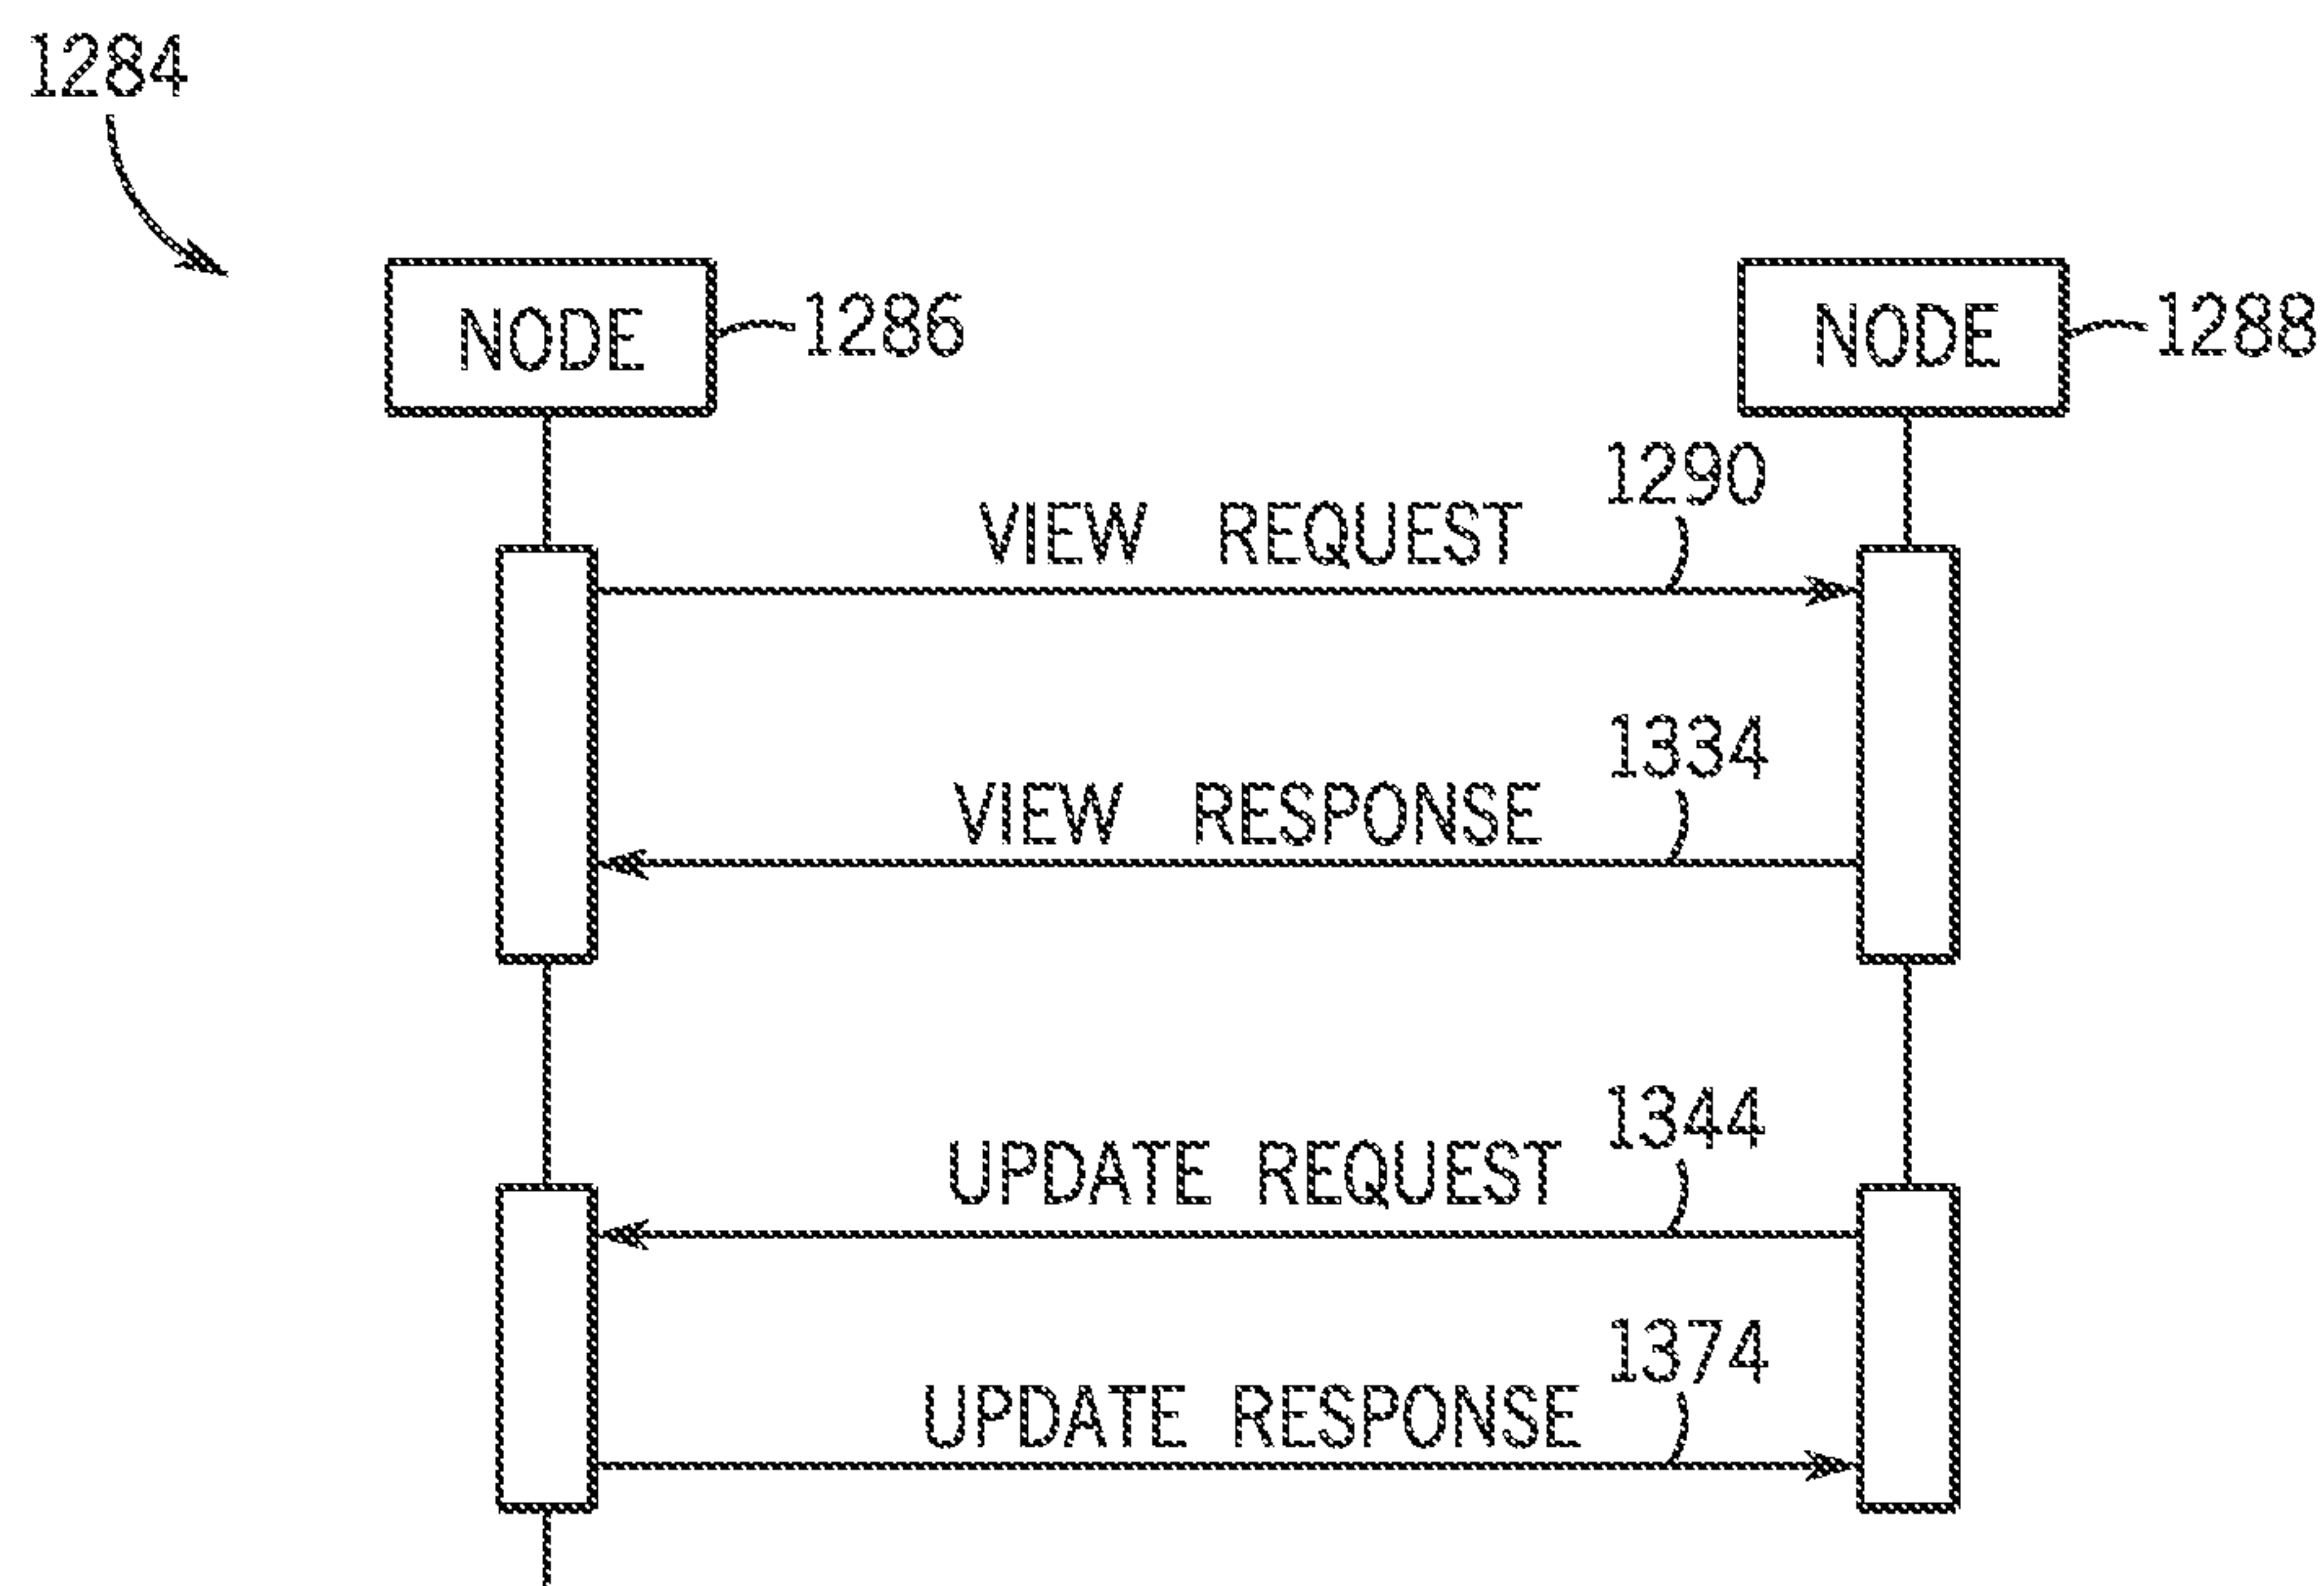 1284
NODE 1286
NODE 1288
1290
VIEW REQUEST
1334
VIEW RESPONSE
1344
UPDATE REQUEST
1374
UPDATE RESPONSE